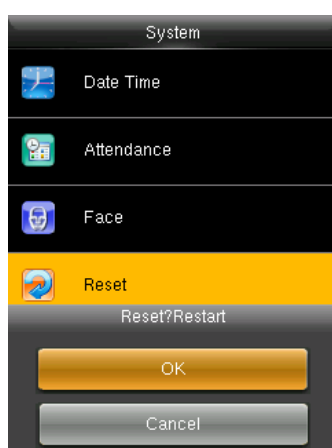 System
Date Time
Attendance
Face
Reset
Reset?Restart
OK
Cancel